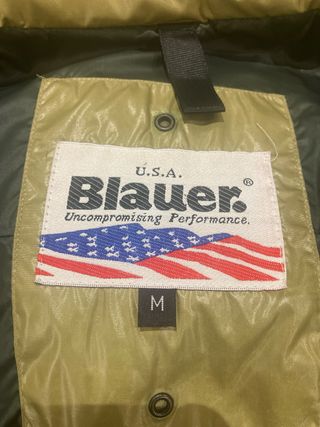 U.S.A.
Blauer.®
Uncompromising Performance.
M